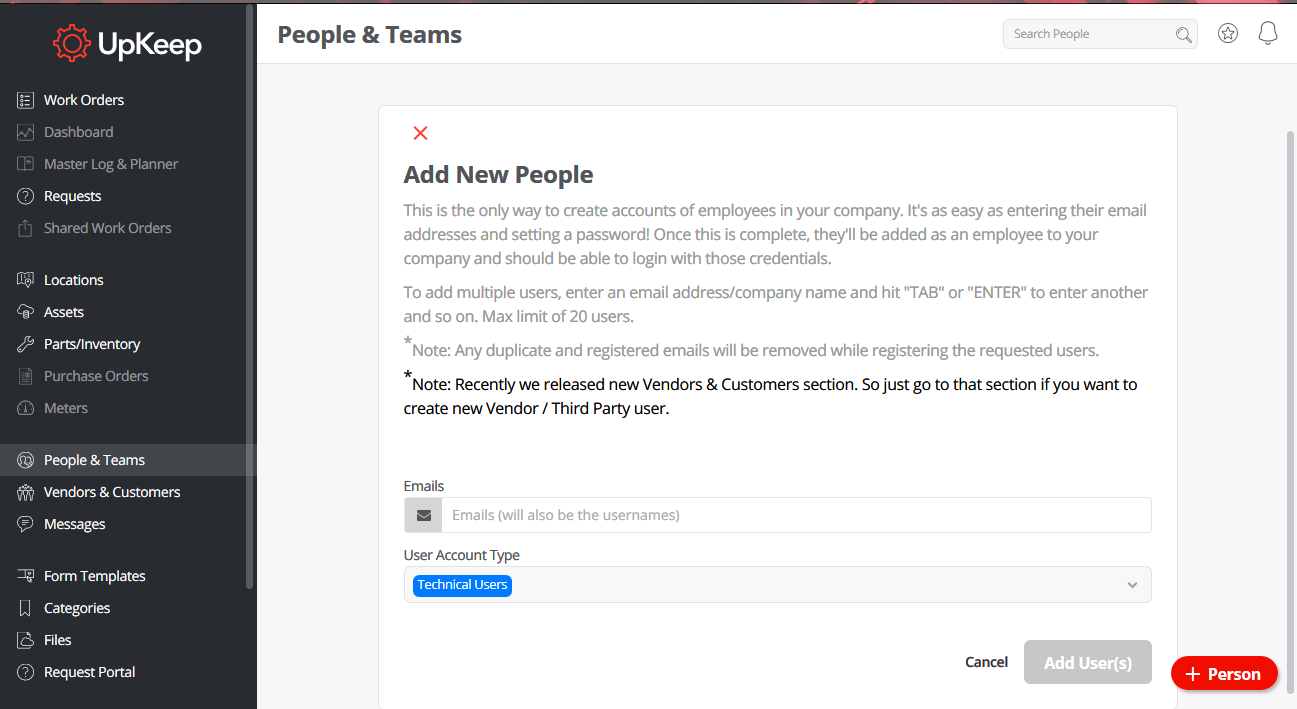 UpKeep
Work Orders
Dashboard
Master Log & Planner
Requests
Shared Work Orders
Locations
Assets
Parts/Inventory
Purchase Orders
Meters
People & Teams
Vendors & Customers
Messages
Form Templates
Categories
Files
Request Portal
People & Teams
Search People
Add New People
This is the only way to create accounts of employees in your company. It's as easy as entering their email
addresses and setting a password! Once this is complete, they'll be added as an employee to your
company and should be able to login with those credentials.
To add multiple users, enter an email address/company name and hit "TAB" or "ENTER" to enter another
and so on. Max limit of 20 users.
*Note: Any duplicate and registered emails will be removed while registering the requested users.
*Note: Recently we released new Vendors & Customers section. So just go to that section if you want to
create new Vendor / Third Party user.
Emails
Emails (will also be the usernames)
User Account Type
Technical Users
Cancel
Add User(s)
+ Person